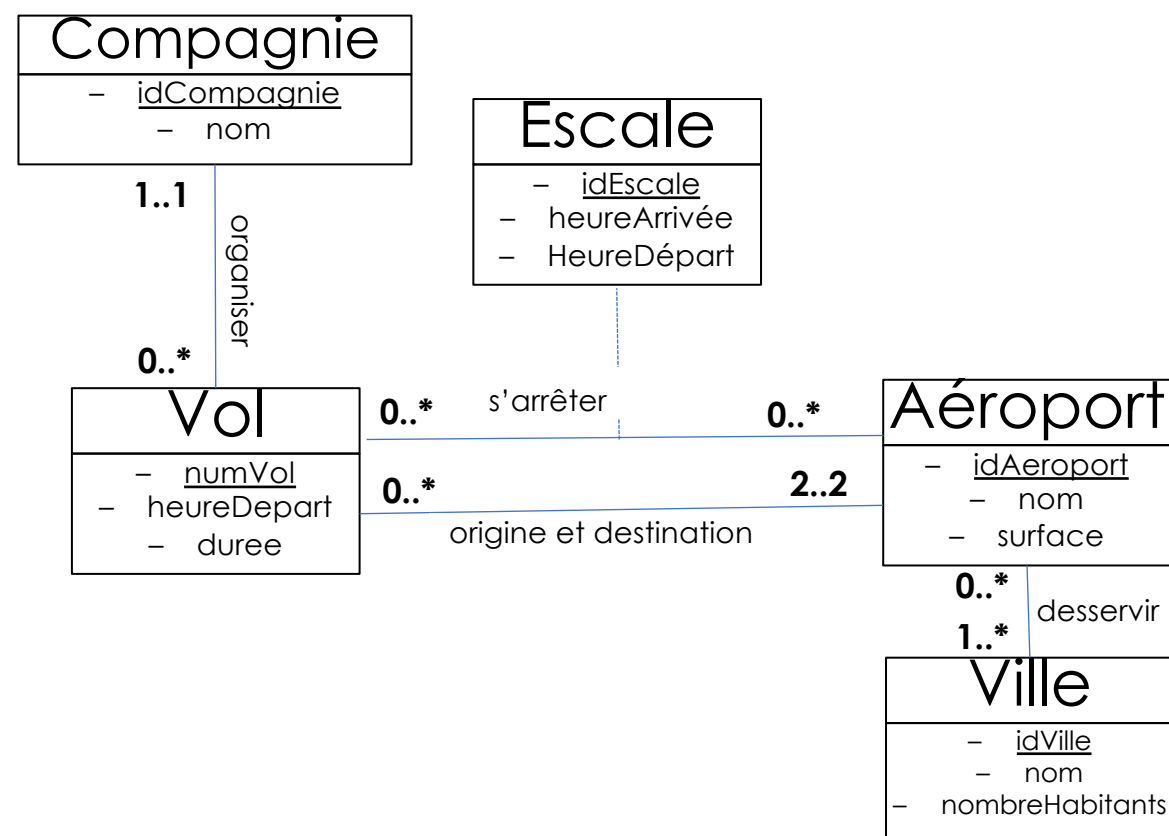 Compagnie
– idCompagnie
– nom
1..1
organiser
0..*
Escale
– idEscale
– heureArrivée
– HeureDépart
Vol
– numVol
– heureDepart
– duree
0..*
s’arrêter
0..*
0..*
2..2
origine et destination
Aéroport
– idAeroport
– nom
– surface
0..*
desservir
1..*
Ville
– idVille
– nom
– nombreHabitants